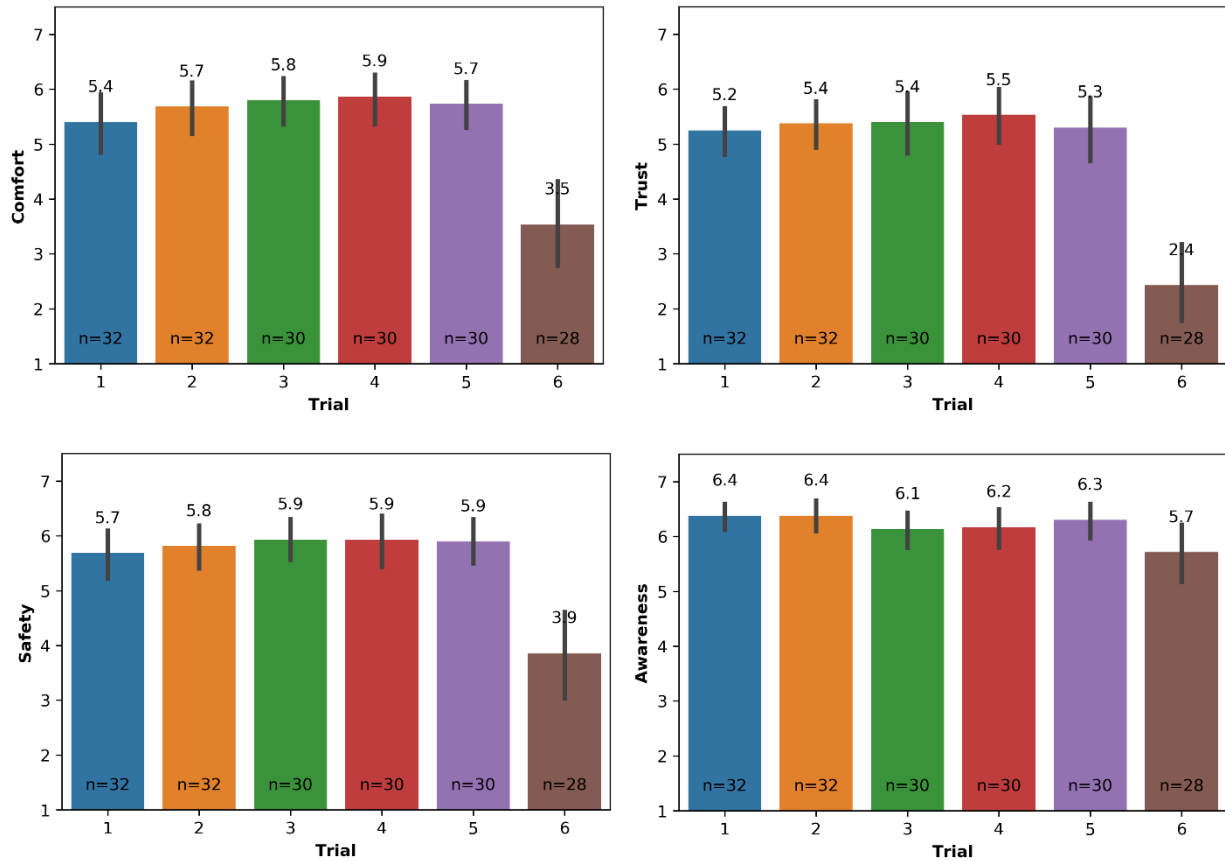 7
6
5
4
3
2
1
Comfort
5.4 5.7 5.8 5.9 5.7 3.5
n=32 n=32 n=30 n=30 n=30 n=28
1 2 3 4 5 6
Trial
7
6
5
4
3
2
1
Trust
5.2 5.4 5.4 5.5 5.3 2.4
n=32 n=32 n=30 n=30 n=30 n=28
1 2 3 4 5 6
Trial
7
6
5
4
3
2
1
Safety
5.7 5.8 5.9 5.9 5.9 3.9
n=32 n=32 n=30 n=30 n=30 n=28
1 2 3 4 5 6
Trial
7
6
5
4
3
2
1
Awareness
6.4 6.4 6.1 6.2 6.3 5.7
n=32 n=32 n=30 n=30 n=30 n=28
1 2 3 4 5 6
Trial